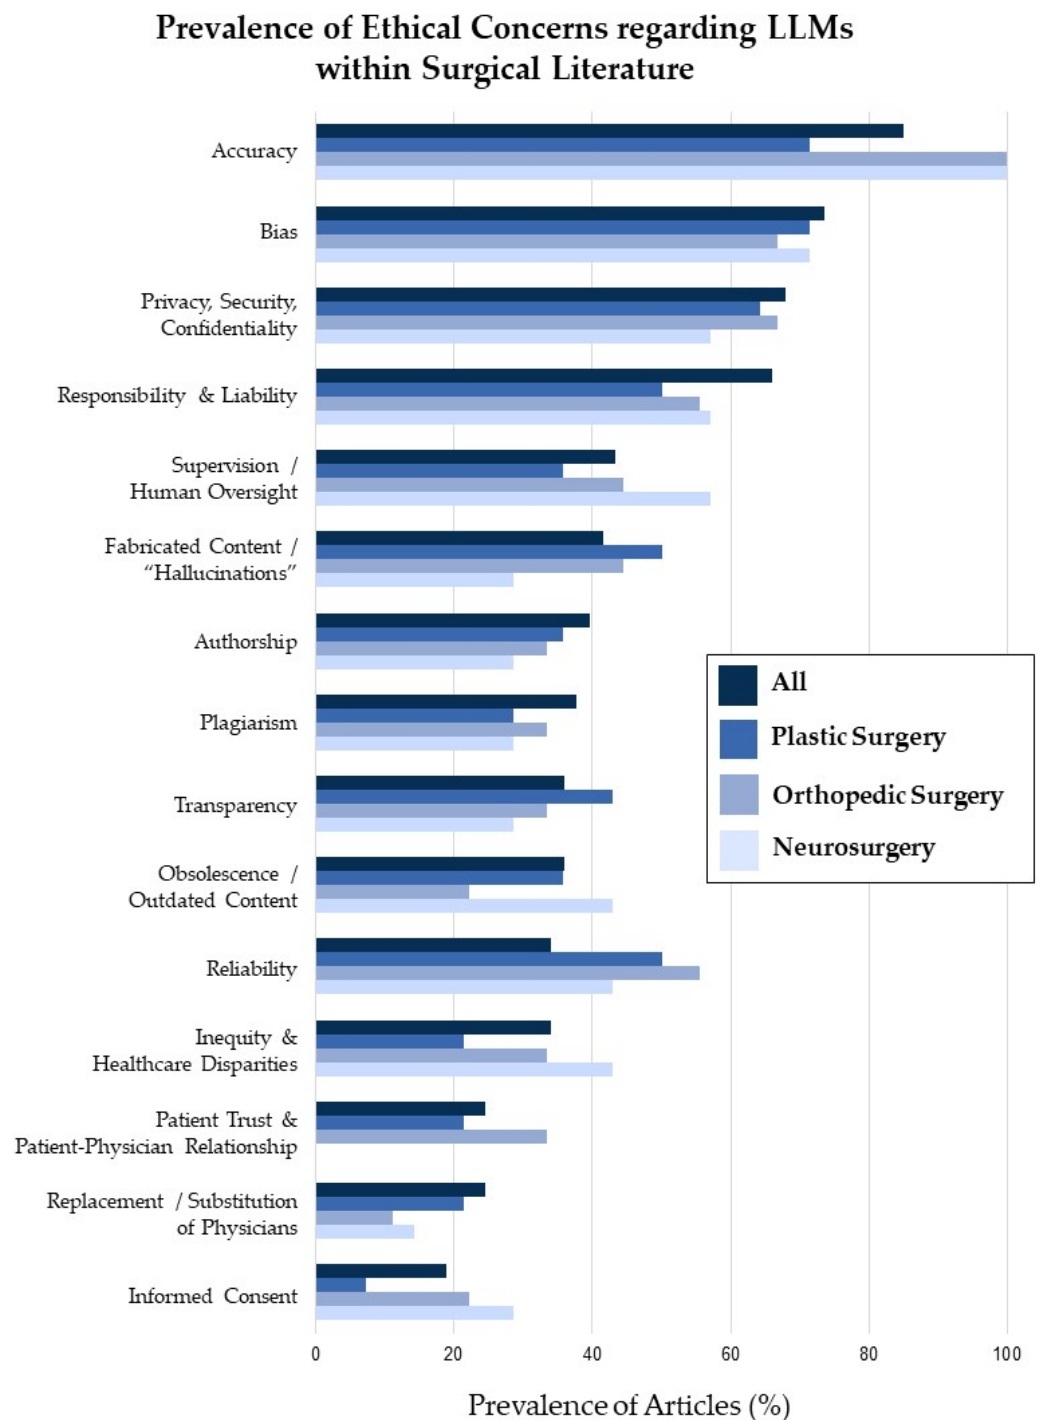 Prevalence of Ethical Concerns regarding LLMs
within Surgical Literature
Accuracy
Bias
Privacy, Security,
Confidentiality
Responsibility & Liability
Supervision /
Human Oversight
Fabricated Content /
“Hallucinations”
Authorship
Plagiarism
Transparency
Obsolescence /
Outdated Content
Reliability
Inequity &
Healthcare Disparities
Patient Trust &
Patient-Physician Relationship
Replacement / Substitution
of Physicians
Informed Consent
All
Plastic Surgery
Orthopedic Surgery
Neurosurgery
0 20 40 60 80 100
Prevalence of Articles (%)